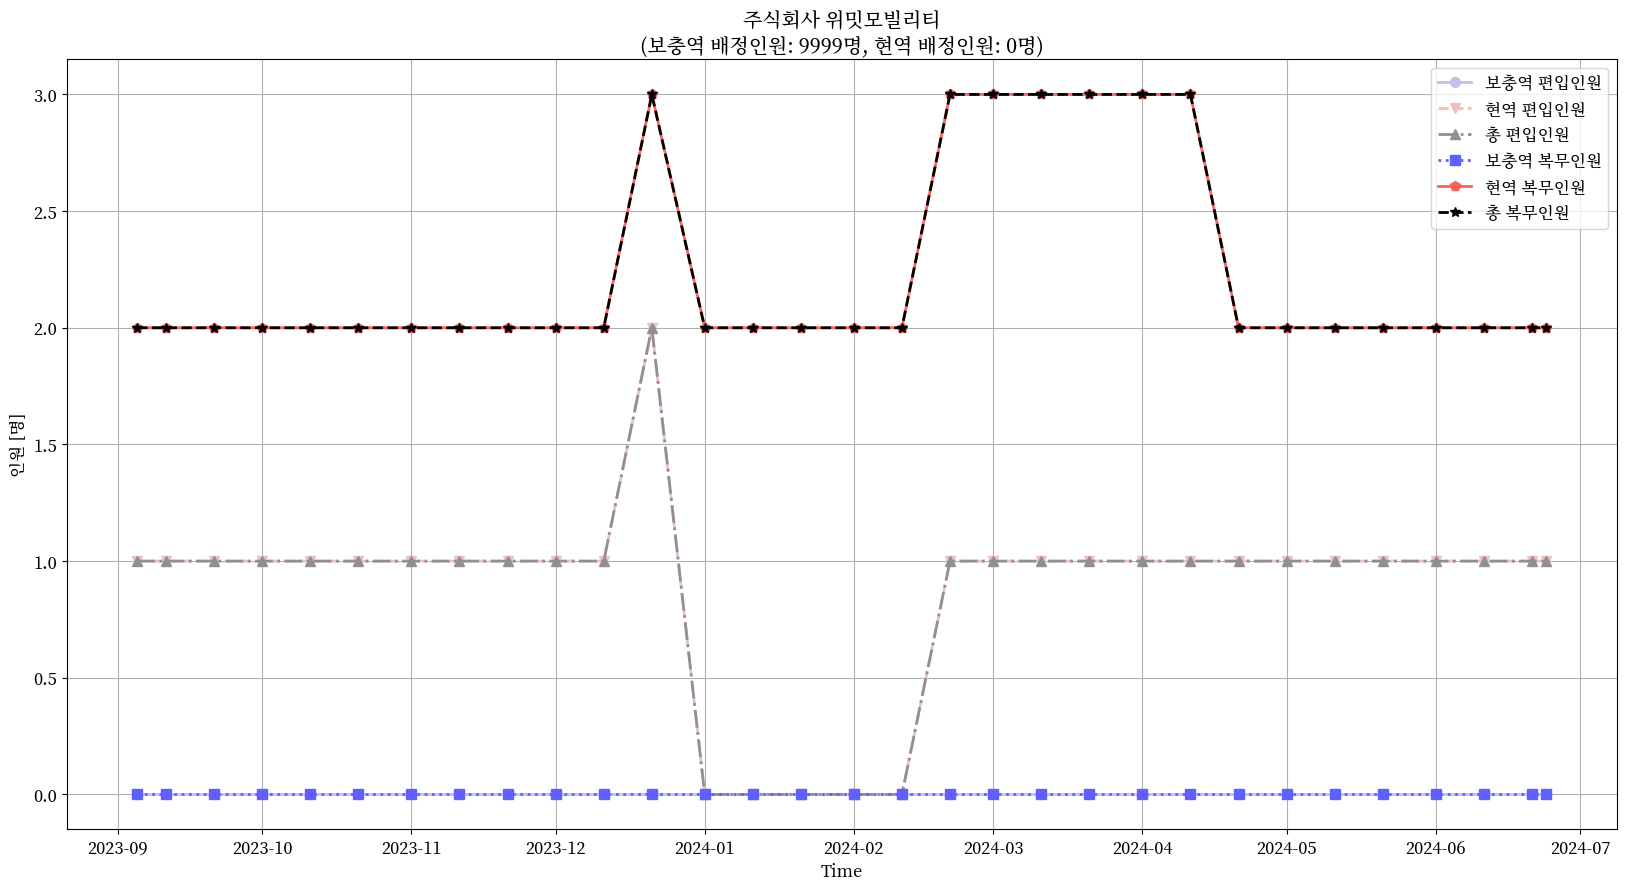 주식회사 위밋모빌리티
(보충역 배정인원: 9999명, 현역 배정인원: 0명)
보충역 편입인원
현역 편입인원
총 편입인원
보충역 복무인원
현역 복무인원
총 복무인원
3.0
2.5
2.0
1.5
1.0
0.5
0.0
인원 [명]
2023-09
2023-10
2023-11
2023-12
2024-01
2024-02
2024-03
2024-04
2024-05
2024-06
2024-07
Time